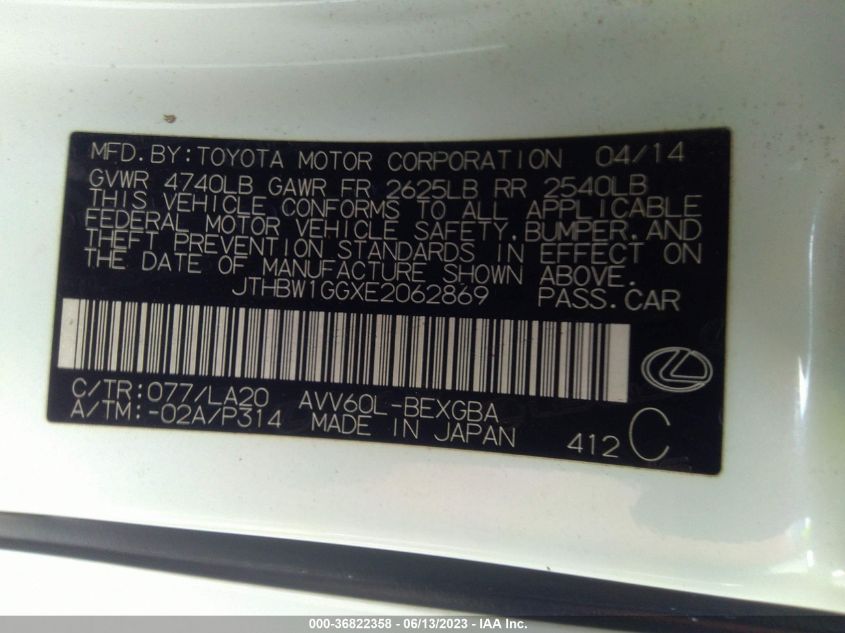 MFD.BY:TOYOTA MOTOR CORPORATION 04/14
GVWR 4740LB GAWR FR 2625LB RR 2540LB
THIS VEHICLE CONFORMS TO ALL APPLICABLE
FEDERAL MOTOR VEHICLE SAFETY,BUMPER,AND
THEFT PREVENTION STANDARDS IN EFFECT ON
THE DATE OF MANUFACTURE SHOWN ABOVE.
JTHBW1GGXE2062869 PASS.CAR
C/TR:077/LA20 AVV60L-BEXGBA
A/TM:-02A/P314 MADE IN JAPAN 412 C
000-36822358 - 06/13/2023 - IAA Inc.